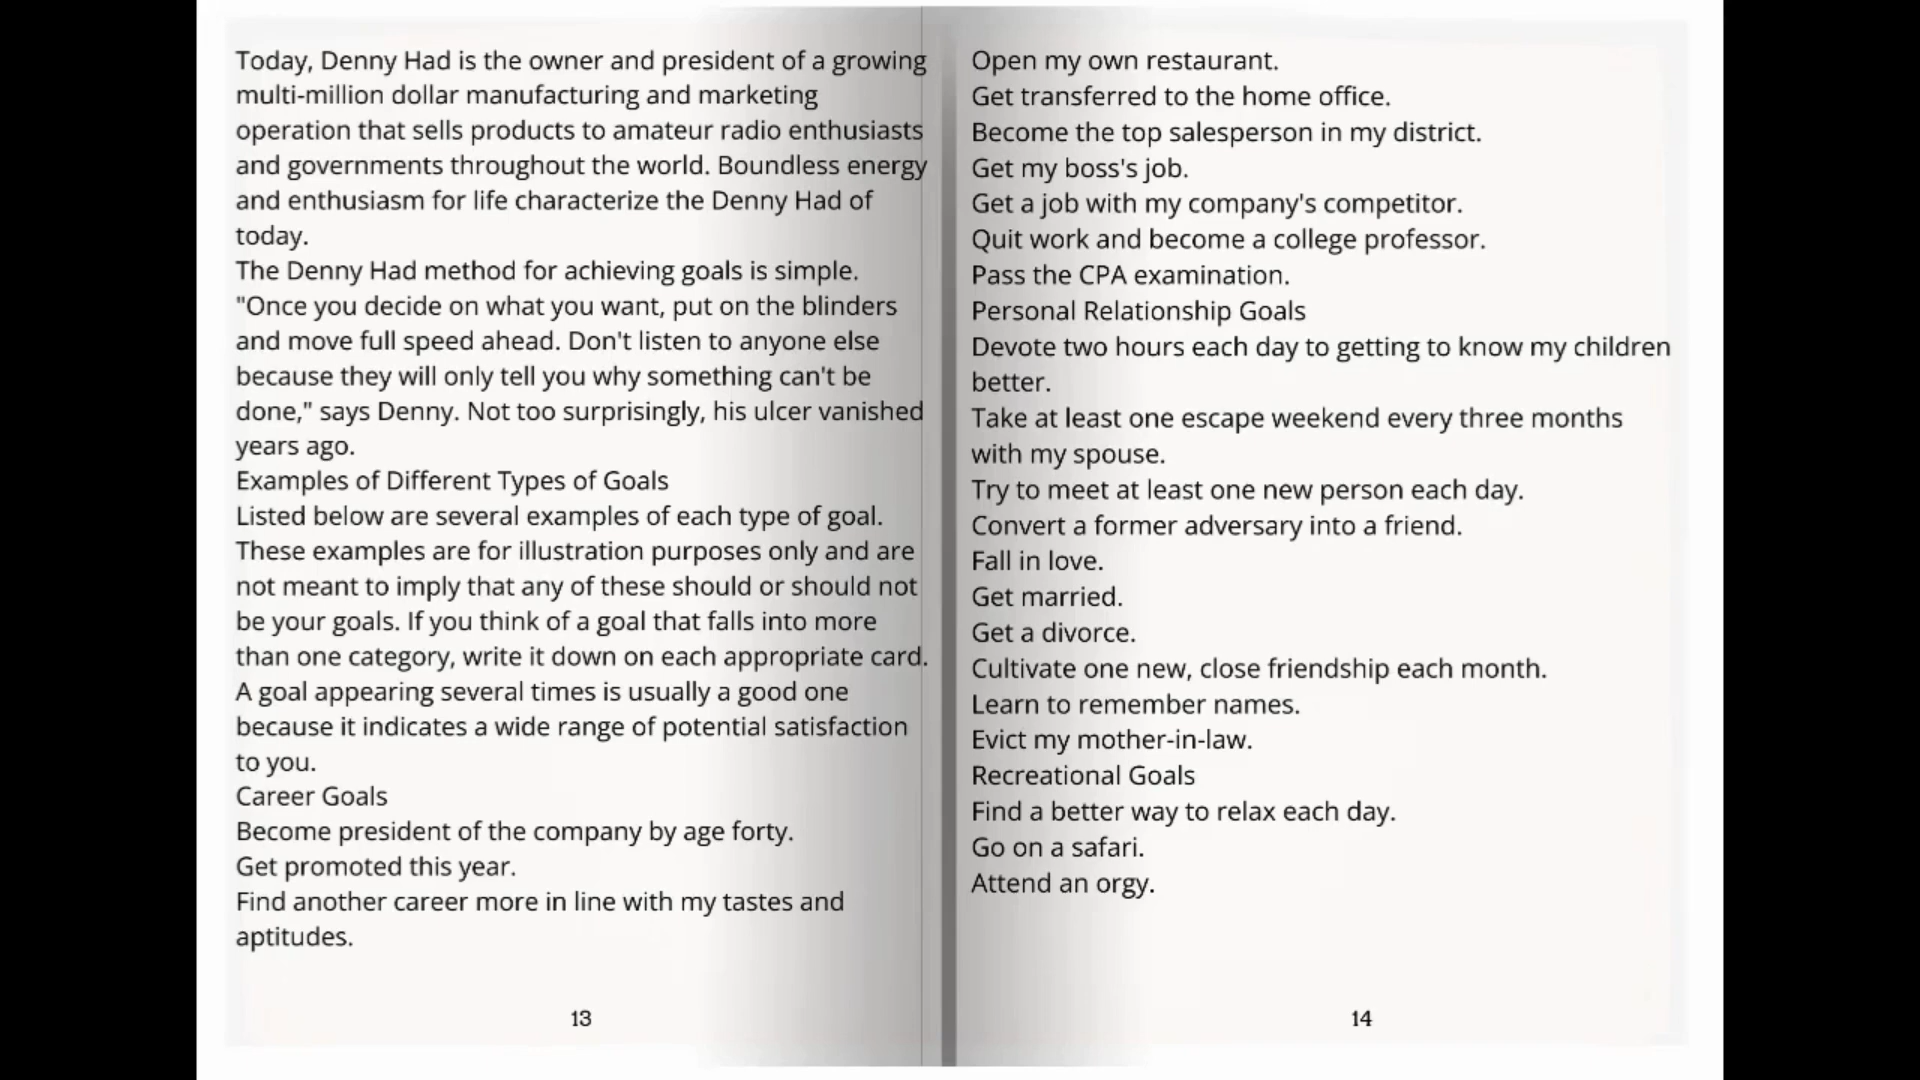 Today, Denny Had is the owner and president of a growing
multi-million dollar manufacturing and marketing
operation that sells products to amateur radio enthusiasts
and governments throughout the world. Boundless energy
and enthusiasm for life characterize the Denny Had of
today.
The Denny Had method for achieving goals is simple.
"Once you decide on what you want, put on the blinders
and move full speed ahead. Don't listen to anyone else
because they will only tell you why something can't be
done," says Denny. Not too surprisingly, his ulcer vanished
years ago.
Examples of Different Types of Goals
Listed below are several examples of each type of goal.
These examples are for illustration purposes only and are
not meant to imply that any of these should or should not
be your goals. If you think of a goal that falls into more
than one category, write it down on each appropriate card.
A goal appearing several times is usually a good one
because it indicates a wide range of potential satisfaction
to you.
Career Goals
Become president of the company by age forty.
Get promoted this year.
Find another career more in line with my tastes and
aptitudes.
13
Open my own restaurant.
Get transferred to the home office.
Become the top salesperson in my district.
Get my boss's job.
Get a job with my company's competitor.
Quit work and become a college professor.
Pass the CPA examination.
Personal Relationship Goals
Devote two hours each day to getting to know my children
better.
Take at least one escape weekend every three months
with my spouse.
Try to meet at least one new person each day.
Convert a former adversary into a friend.
Fall in love.
Get married.
Get a divorce.
Cultivate one new, close friendship each month.
Learn to remember names.
Evict my mother-in-law.
Recreational Goals
Find a better way to relax each day.
Go on a safari.
Attend an orgy.
14